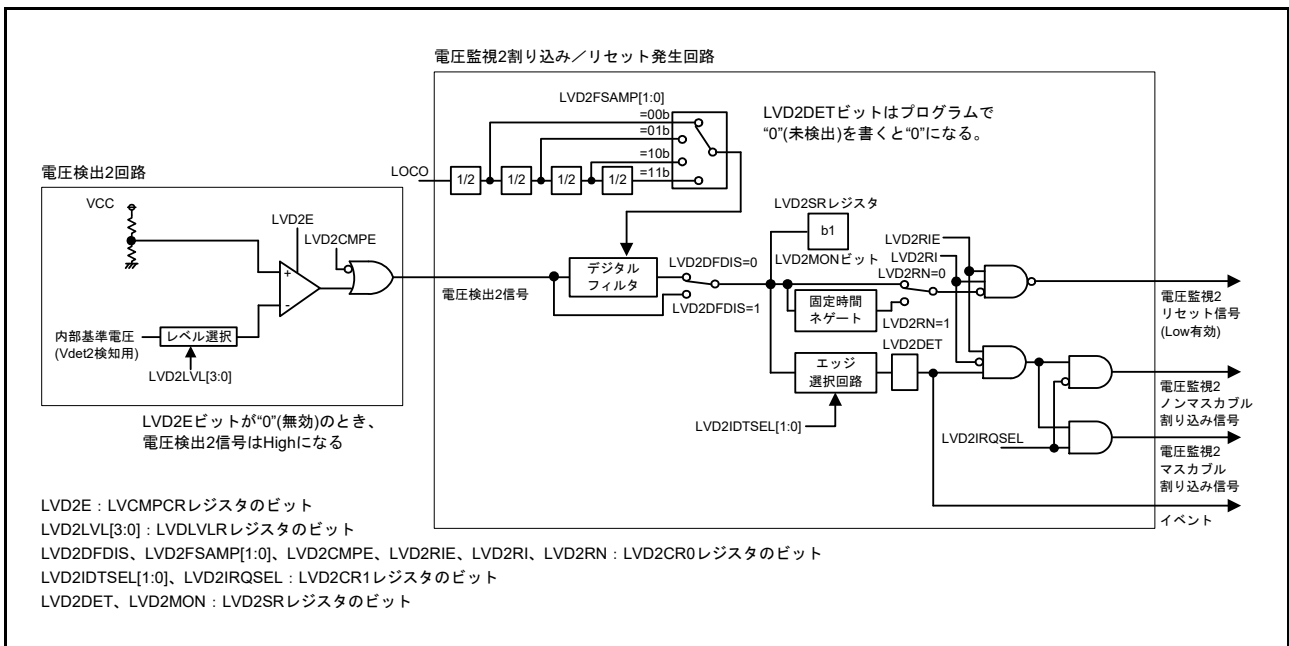 電圧監視2割り込み／リセット発生回路
LVD2FSAMP[1:0]
=00b
=01b
=10b
=11b
LVD2DETビットはプログラムで
“0”(未検出)を書くと“0”になる。
電圧検出2回路
LOCO
1/2
1/2
1/2
1/2
VCC
LVD2E
LVD2CMPE
+
-
内部基準電圧
(Vdet2検知用)
レベル選択
LVD2LVL[3:0]
電圧検出2信号
デジタル
フィルタ
LVD2DFDIS=0
LVD2DFDIS=1
LVD2SRレジスタ
b1
LVD2MONビット
LVD2RIE
LVD2RI
LVD2RN=0
固定時間
ネゲート
LVD2RN=1
LVD2DET
エッジ
選択回路
LVD2IDTSEL[1:0]
LVD2IRQSEL
電圧監視2
リセット信号
(Low有効)
電圧監視2
ノンマスカブル
割り込み信号
電圧監視2
マスカブル
割り込み信号
イベント
LVD2Eビットが“0”(無効)のとき、
電圧検出2信号はHighになる
LVD2E：LVCMPCRレジスタのビット
LVD2LVL[3:0]：LVDLVLRレジスタのビット
LVD2DFDIS、LVD2FSAMP[1:0]、LVD2CMPE、LVD2RIE、LVD2RI、LVD2RN：LVD2CR0レジスタのビット
LVD2IDTSEL[1:0]、LVD2IRQSEL：LVD2CR1レジスタのビット
LVD2DET、LVD2MON：LVD2SRレジスタのビット